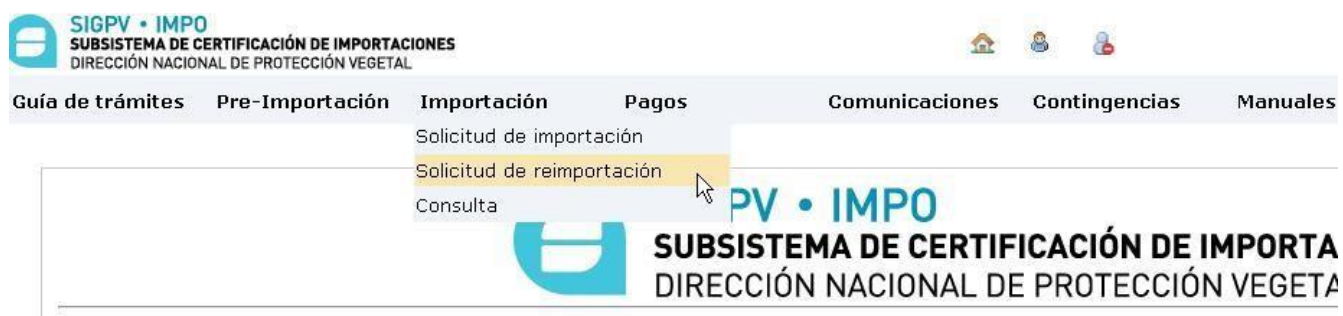 SIGPV • IMPO
SUBSISTEMA DE CERTIFICACIÓN DE IMPORTACIONES
DIRECCIÓN NACIONAL DE PROTECCIÓN VEGETAL
Guía de trámites Pre-Importación Importación Pagos Comunicaciones Contingencias Manuales
Solicitud de importación
Solicitud de reimportación
Consulta
PV • IMPO
SUBSISTEMA DE CERTIFICACIÓN DE IMPORTA
DIRECCIÓN NACIONAL DE PROTECCIÓN VEGETA